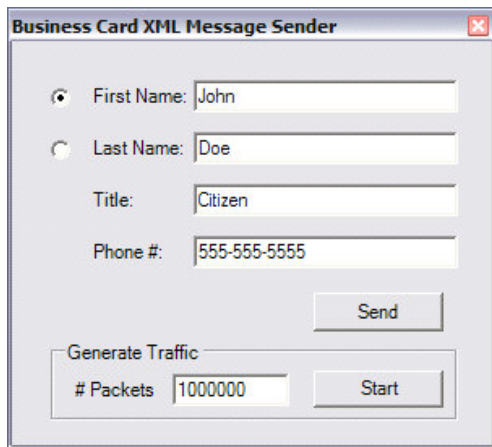 Business Card XML Message Sender
First Name: John
Last Name: Doe
Title: Citizen
Phone #: 555-555-5555
Send
Generate Traffic
# Packets 1000000 Start